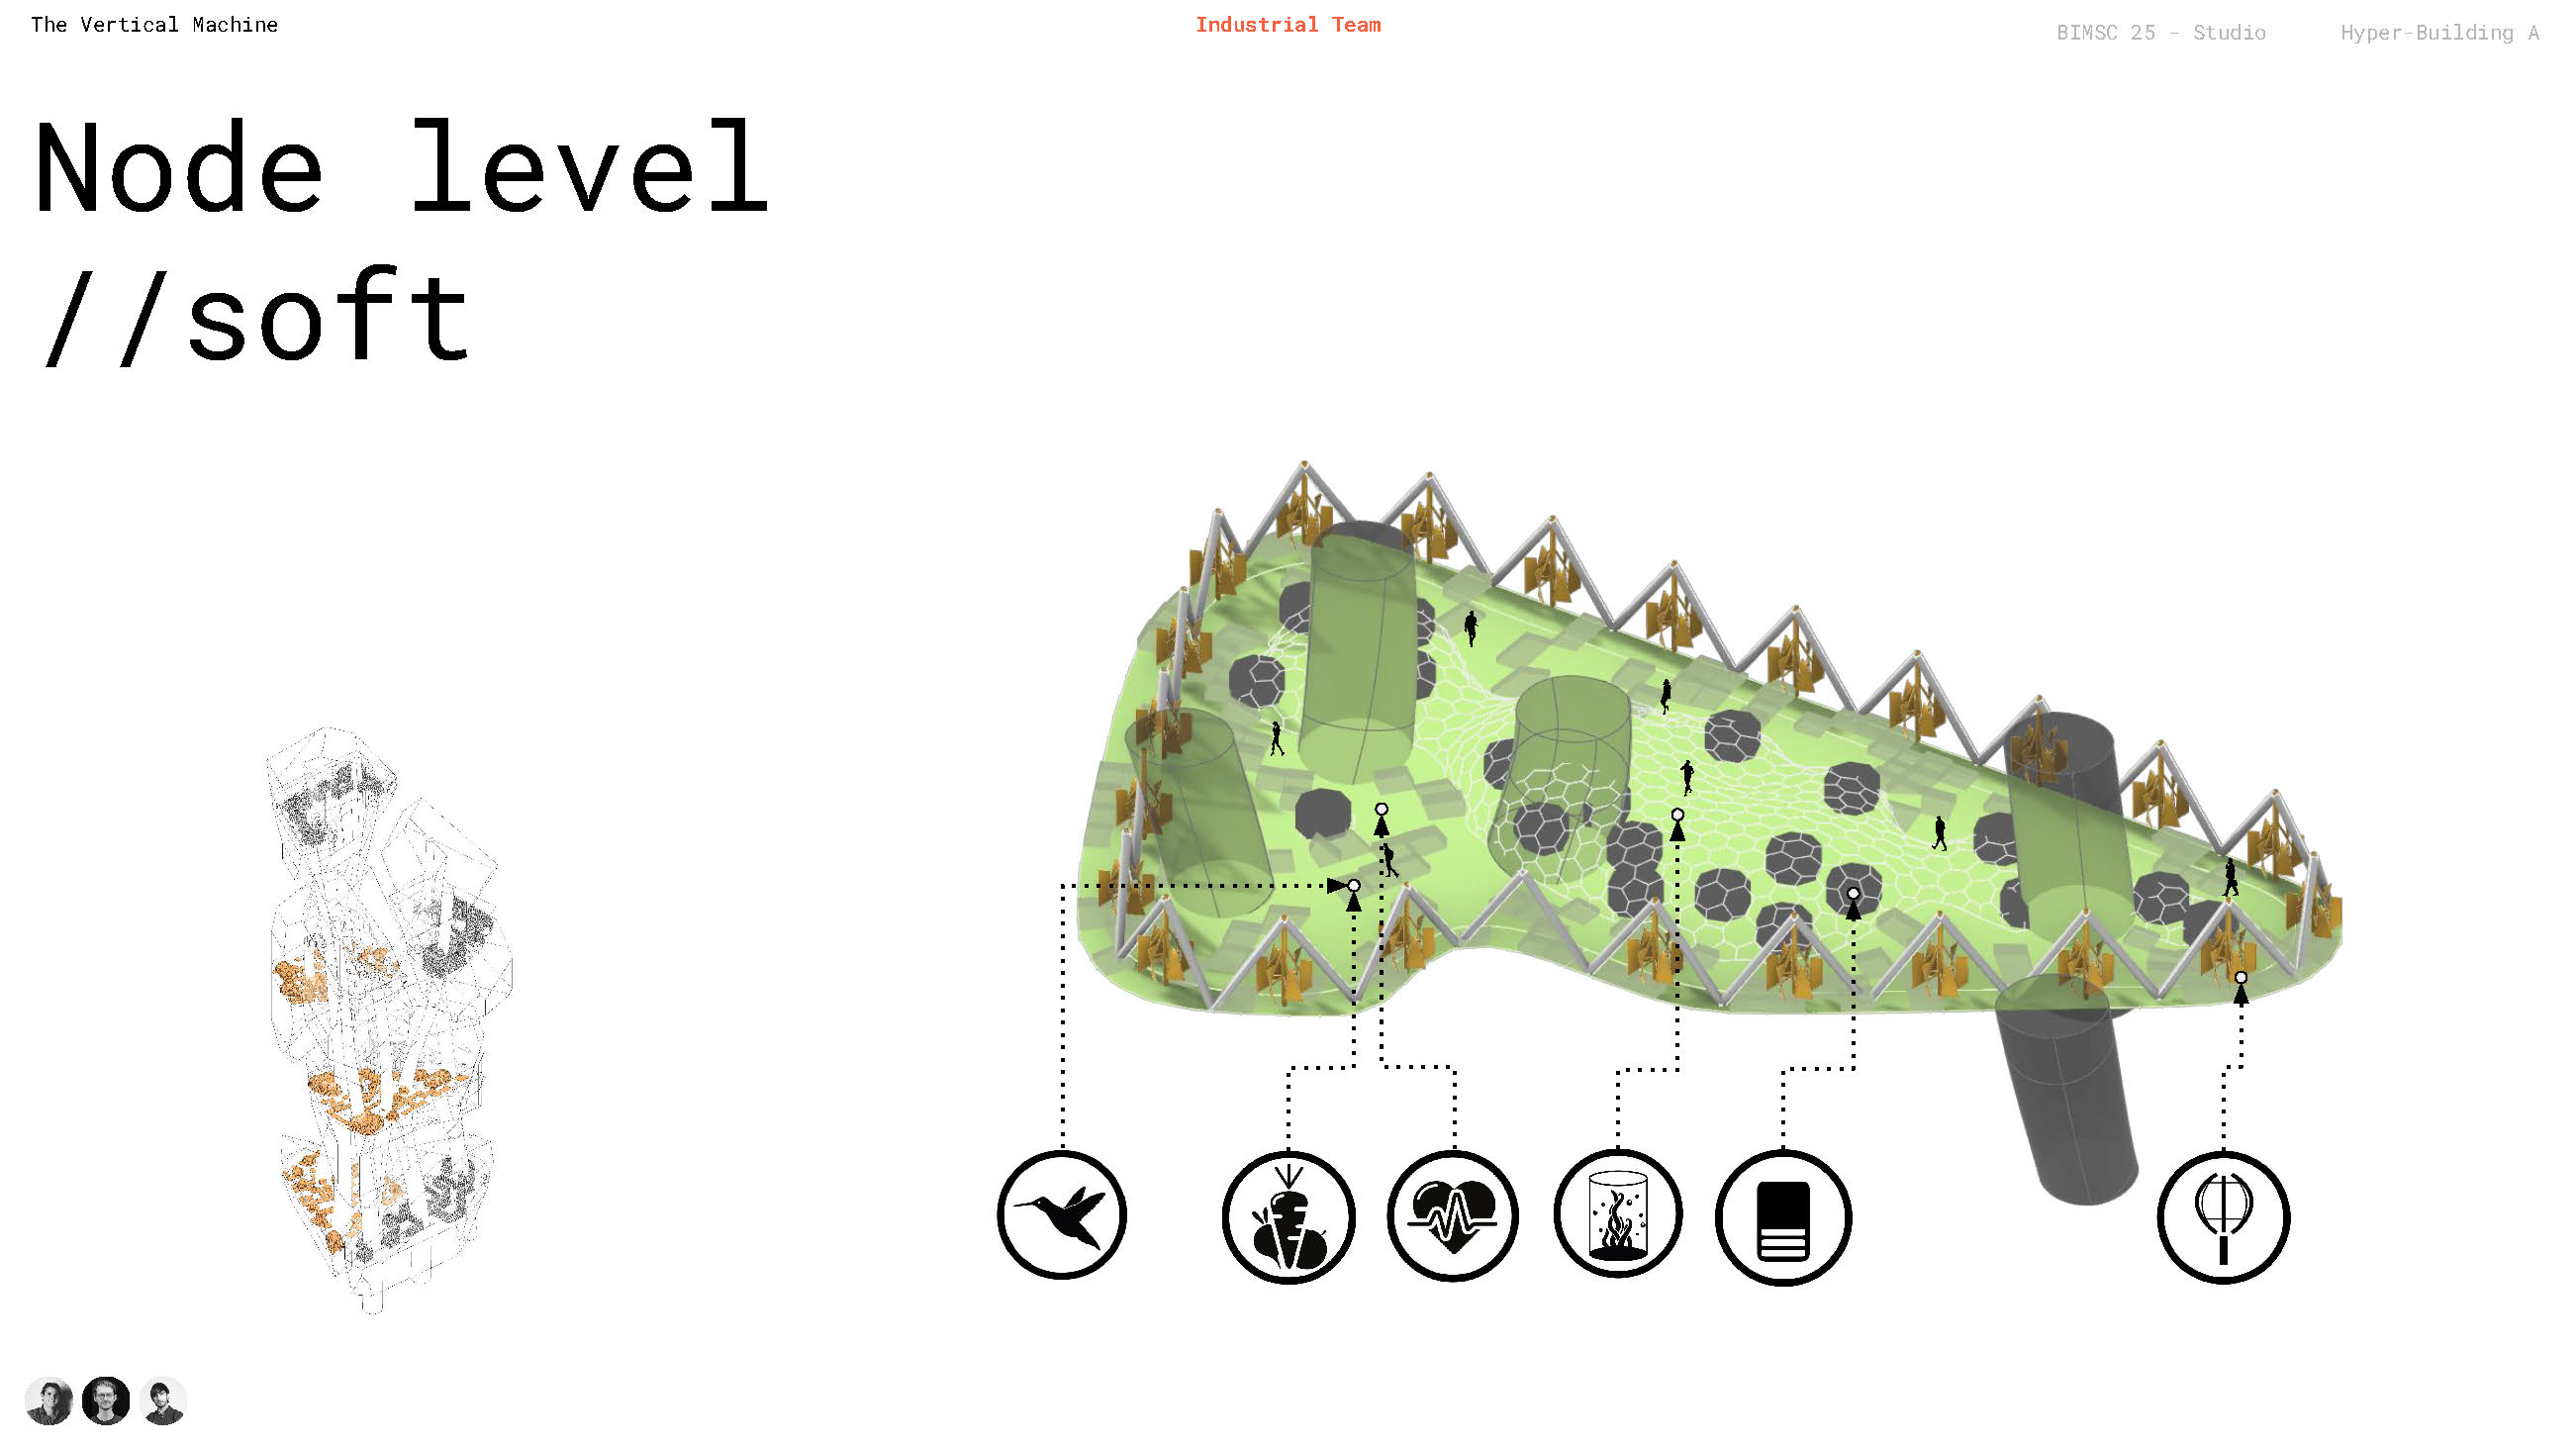 The Vertical Machine
Industrial Team
BIMSC 25 - Studio
Hyper-Building A
Node level
//soft